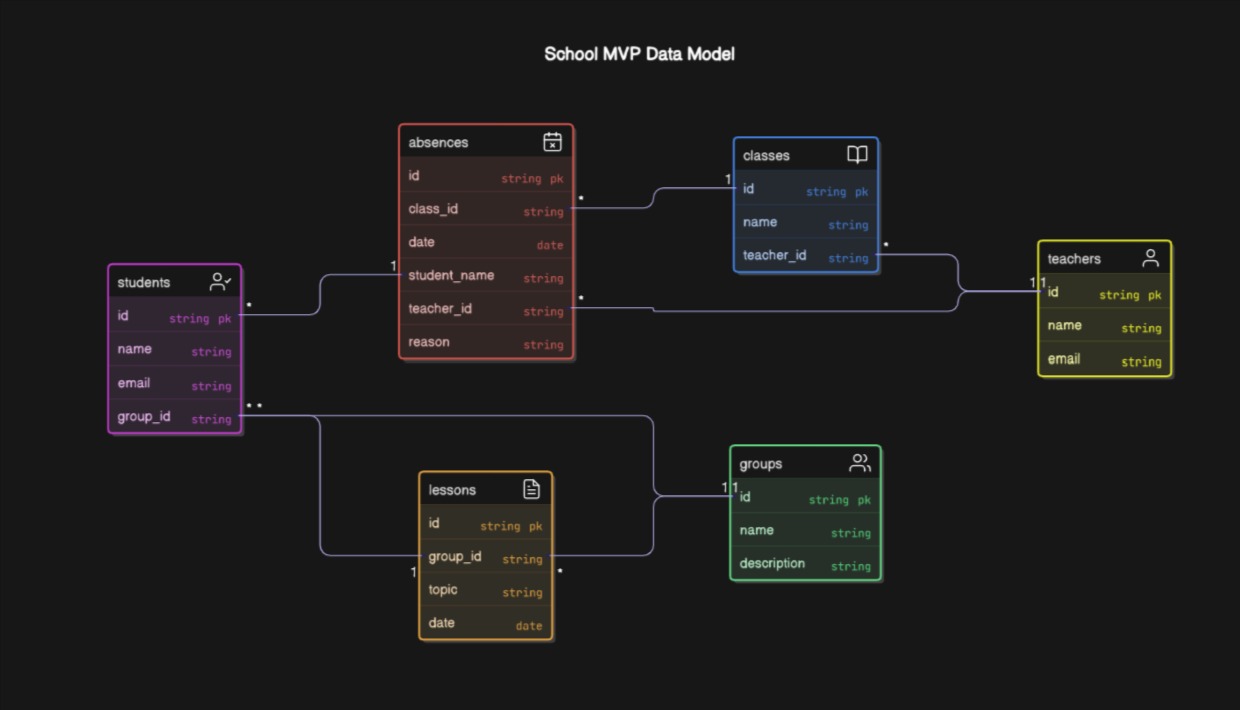 School MVP Data Model
absences
id string pk
class_id string
date date
student_name string
teacher_id string
reason string
classes
id string pk
name string
teacher_id string
teachers
id string pk
name string
email string
students
id string pk
name string
email string
group_id string
lessons
id string pk
group_id string
topic string
date date
groups
id string pk
name string
description string
*
1
1
*
*
*
1 1
* *
1
*
1 1